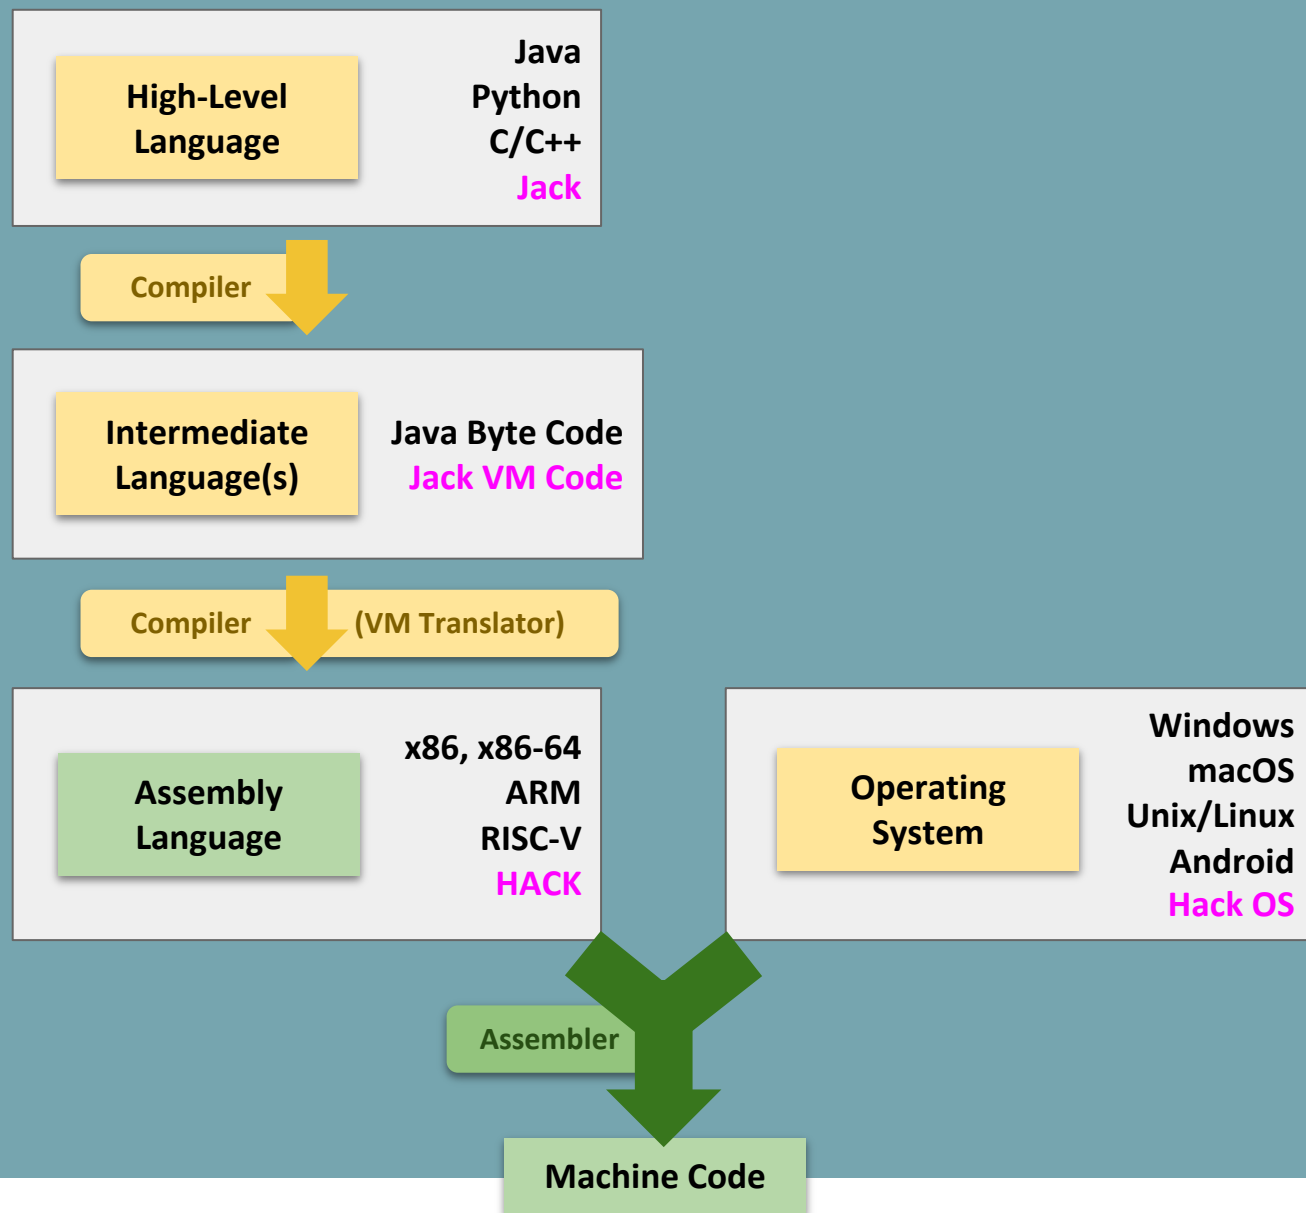 High-Level
Language
Java
Python
C/C++
Jack
Compiler
Intermediate
Language(s)
Java Byte Code
Jack VM Code
Compiler
(VM Translator)
Assembly
Language
x86, x86-64
ARM
RISC-V
HACK
Operating
System
Windows
macOS
Unix/Linux
Android
Hack OS
Assembler
Machine Code